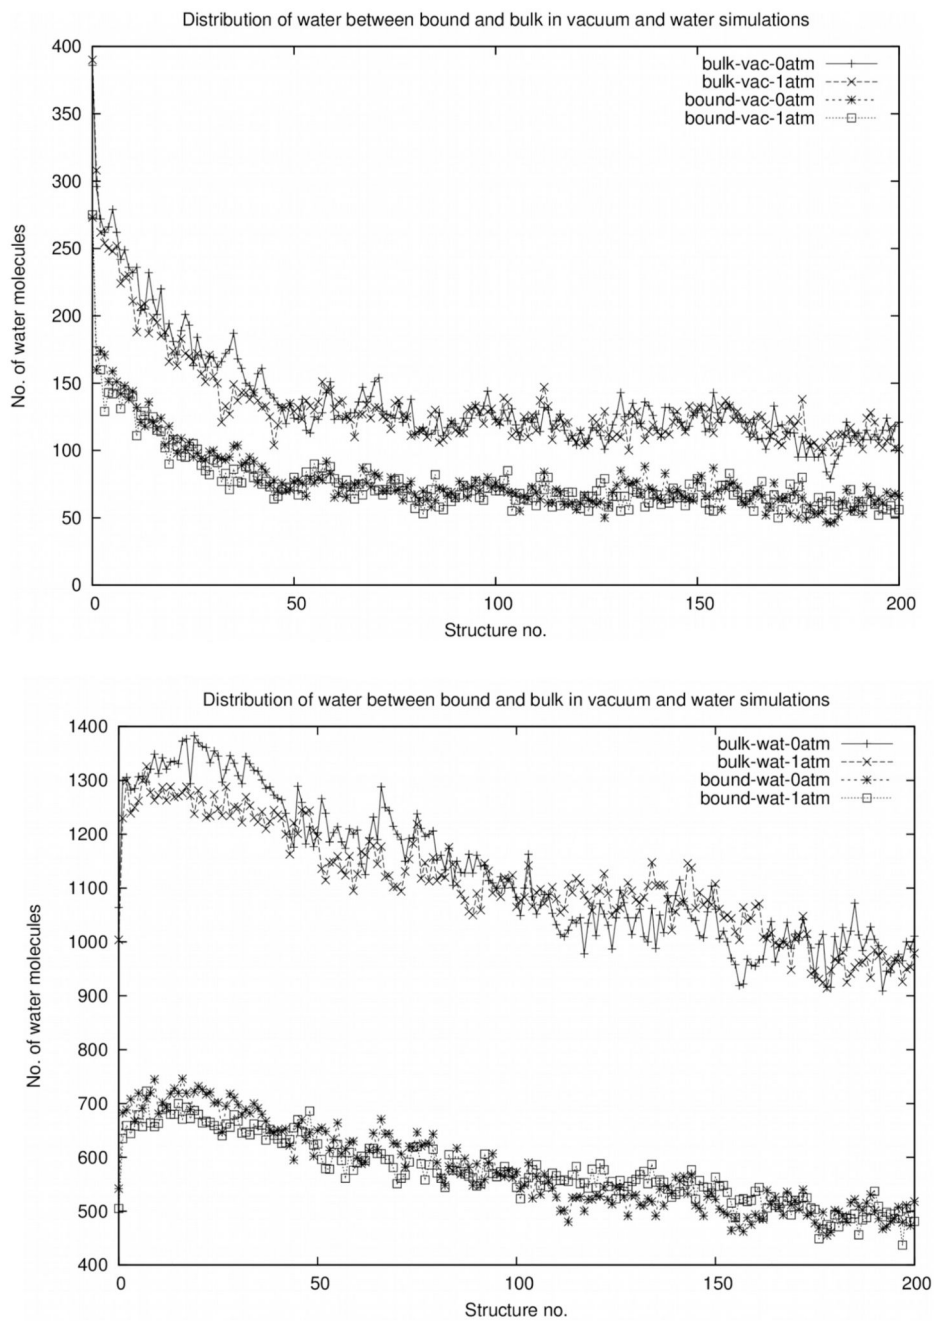 Distribution of water between bound and bulk in vacuum and water simulations
400
350
300
250
200
150
100
50
0
No. of water molecules
bulk-vac-0atm
bulk-vac-1atm
bound-vac-0atm
bound-vac-1atm
0 50 100 150 200
Structure no.
Distribution of water between bound and bulk in vacuum and water simulations
1400
1300
1200
1100
1000
900
800
700
600
500
400
No. of water molecules
bulk-wat-0atm
bulk-wat-1atm
bound-wat-0atm
bound-wat-1atm
0 50 100 150 200
Structure no.